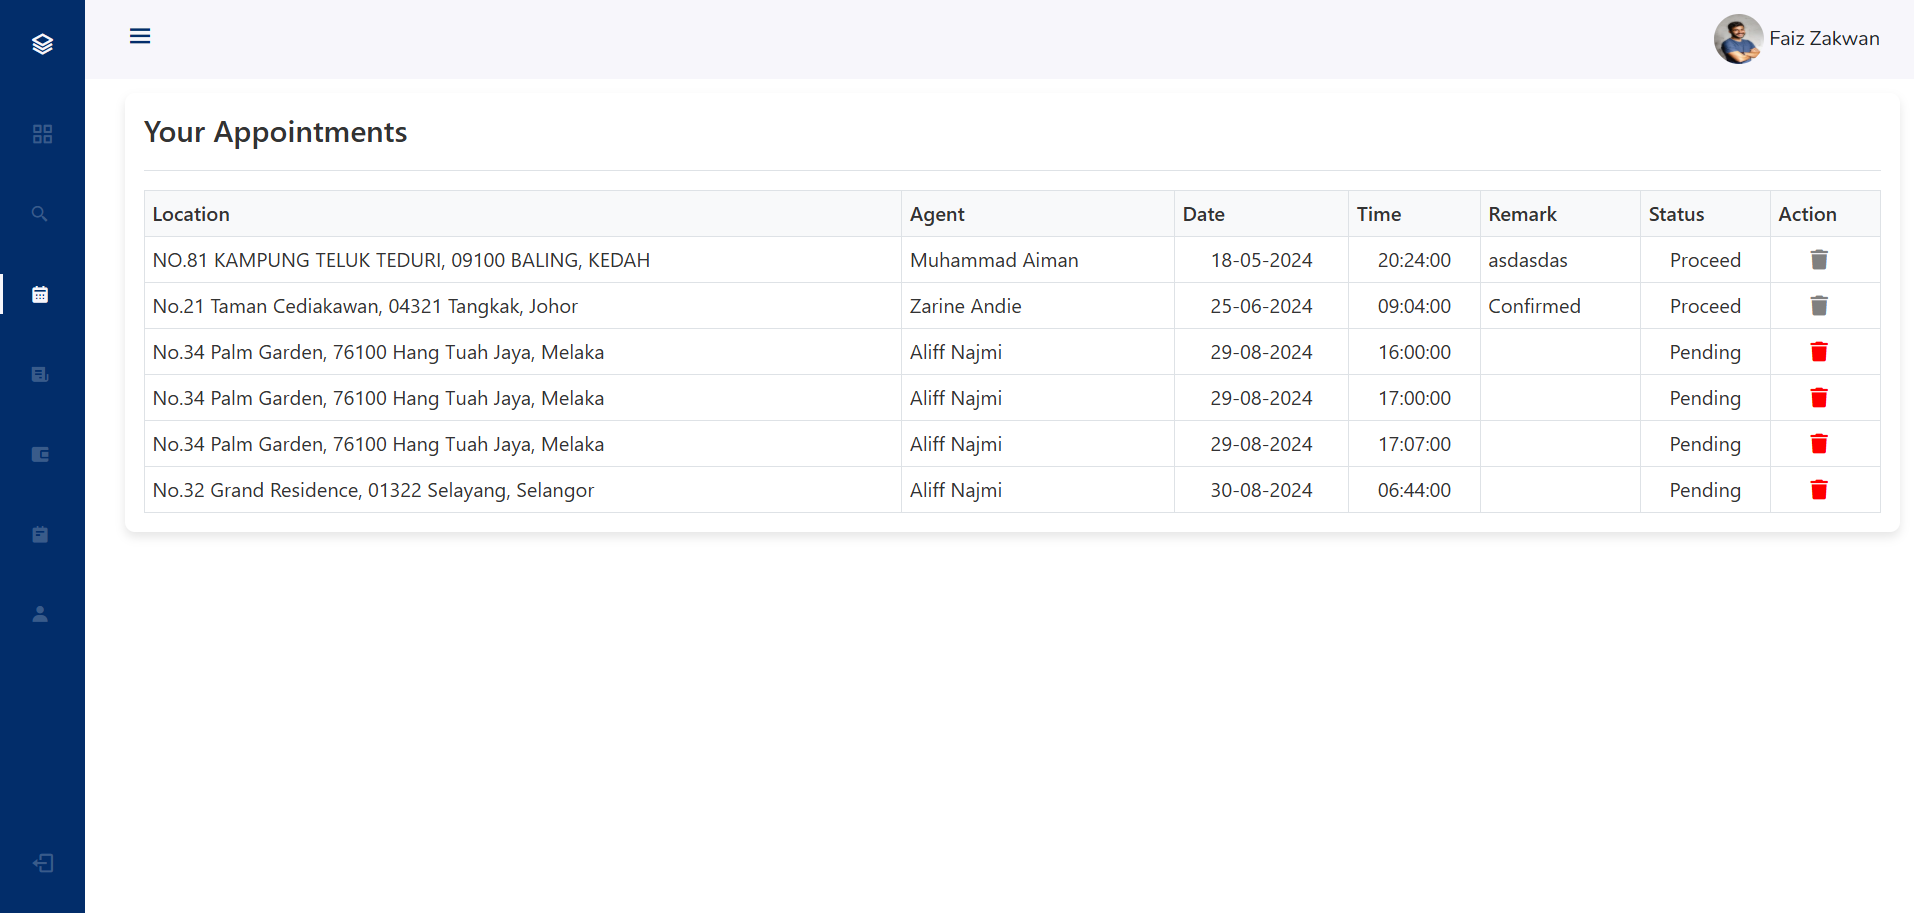 Faiz Zakwan
Your Appointments
Location Agent Date Time Remark Status Action
NO.81 KAMPUNG TELUK TEDURI, 09100 BALING, KEDAH Muhammad Aiman 18-05-2024 20:24:00 asdasdas Proceed
No.21 Taman Cediakawan, 04321 Tangkak, Johor Zarine Andie 25-06-2024 09:04:00 Confirmed Proceed
No.34 Palm Garden, 76100 Hang Tuah Jaya, Melaka Aliff Najmi 29-08-2024 16:00:00 Pending
No.34 Palm Garden, 76100 Hang Tuah Jaya, Melaka Aliff Najmi 29-08-2024 17:00:00 Pending
No.34 Palm Garden, 76100 Hang Tuah Jaya, Melaka Aliff Najmi 29-08-2024 17:07:00 Pending
No.32 Grand Residence, 01322 Selayang, Selangor Aliff Najmi 30-08-2024 06:44:00 Pending